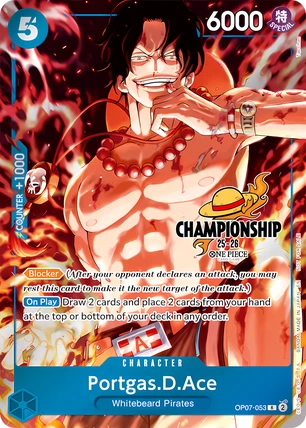 5
6000
特
SPECIAL
COUNTER +1000
CHAMPIONSHIP
25-26
ONE PIECE
Blocker (After your opponent declares an attack, you may
rest this card to make it the new target of the attack.)
On Play Draw 2 cards and place 2 cards from your hand
at the top or bottom of your deck in any order.
CHARACTER
Portgas.D.Ace
Whitebeard Pirates
OP07-053 R 2